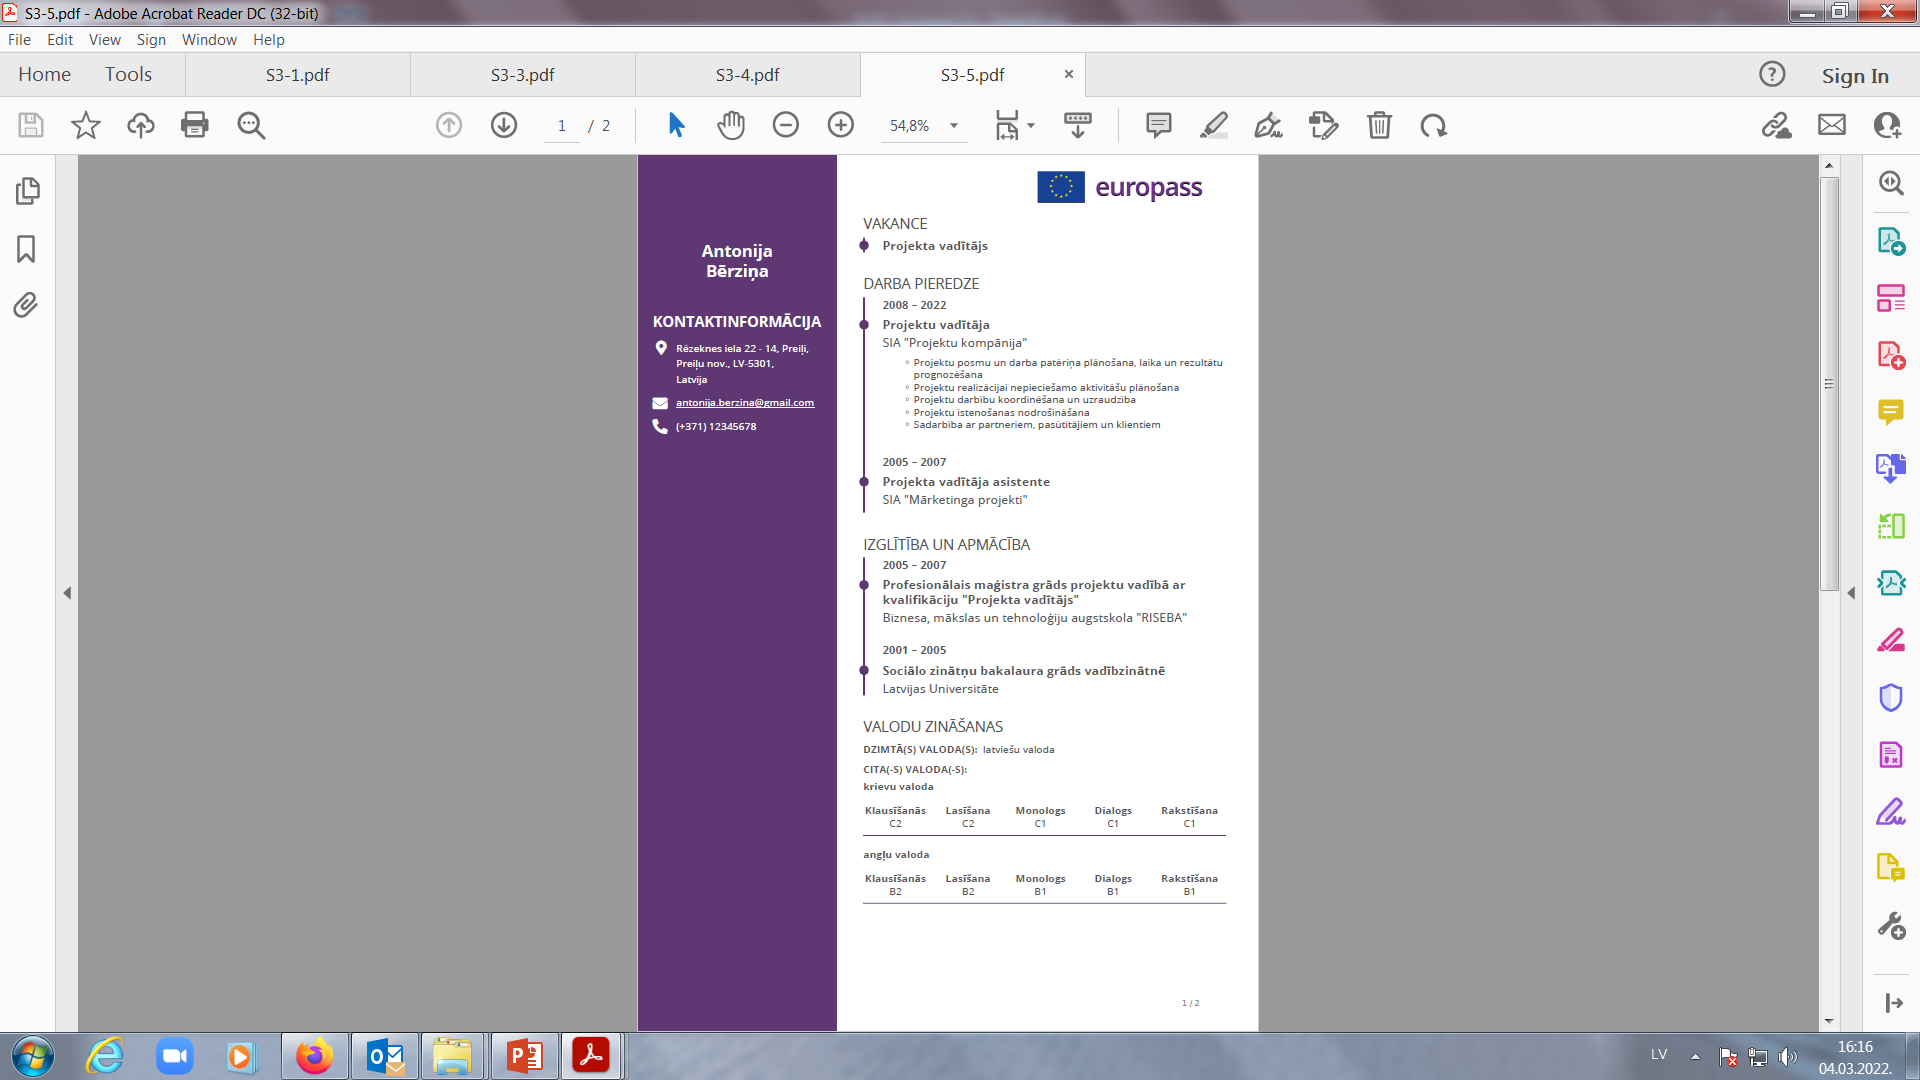 S3-5.pdf - Adobe Acrobat Reader DC (32-bit)
File Edit View Sign Window Help
Home Tools S3-1.pdf S3-3.pdf S3-4.pdf S3-5.pdf Sign In
1 / 2 54,8%
europass
Antonija
Bērziņa
KONTAKTINFORMĀCIJA
Rēzeknes iela 22 - 14, Preiļi,
Preiļu nov., LV-5301,
Latvija
antonija.berzina@gmail.com
(+371) 12345678
VAKANCE
Projekta vadītājs
DARBA PIEREDZE
2008 – 2022
Projektu vadītāja
SIA "Projektu kompānija"
Projektu posmu un darba patēriņa plānošana, laika un rezultātu
prognozēšana
Projektu realizācijai nepieciešamo aktivitāšu plānošana
Projektu darbību koordinēšana un uzraudzība
Projektu īstenošanas nodrošināšana
Sadarbība ar partneriem, pasūtītājiem un klientiem
2005 – 2007
Projekta vadītāja asistente
SIA "Mārketinga projekti"
IZGLĪTĪBA UN APMĀCĪBA
2005 – 2007
Profesionālais maģistra grāds projektu vadībā ar
kvalifikāciju "Projekta vadītājs"
Biznesa, mākslas un tehnoloģiju augstskola "RISEBA"
2001 – 2005
Sociālo zinātņu bakalaura grāds vadībzinātnē
Latvijas Universitāte
VALODU ZINĀŠANAS
DZIMTĀ(S) VALODA(S): latviešu valoda
CITA(-S) VALODA(-S):
krievu valoda
Klausīšanās Lasīšana Monologs Dialogs Rakstīšana
C2 C2 C1 C1 C1
angļu valoda
Klausīšanās Lasīšana Monologs Dialogs Rakstīšana
B2 B2 B1 B1 B1
1 / 2
LV
16:16
04.03.2022.